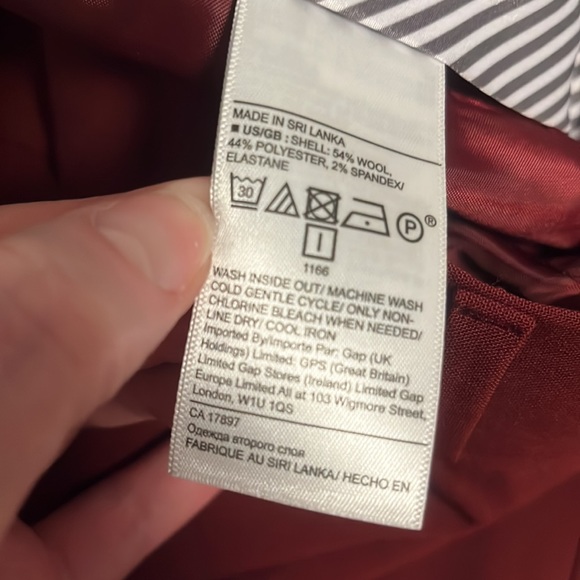 MADE IN SRI LANKA
■ US/GB : SHELL: 54% WOOL,
44% POLYESTER, 2% SPANDEX/
ELASTANE
30
P ®
1166
WASH INSIDE OUT/ MACHINE WASH
COLD GENTLE CYCLE/ ONLY NON-
CHLORINE BLEACH WHEN NEEDED/
LINE DRY/ COOL IRON
Imported By/Importe Par: Gap (UK
Holdings) Limited: GPS (Great Britain)
Limited Gap Stores (Ireland) Limited Gap
Europe Limited All at 103 Wigmore Street,
London, W1U 1QS
CA 17897
Одежда второго слоя
FABRIQUE AU SIRI LANKA/ HECHO EN